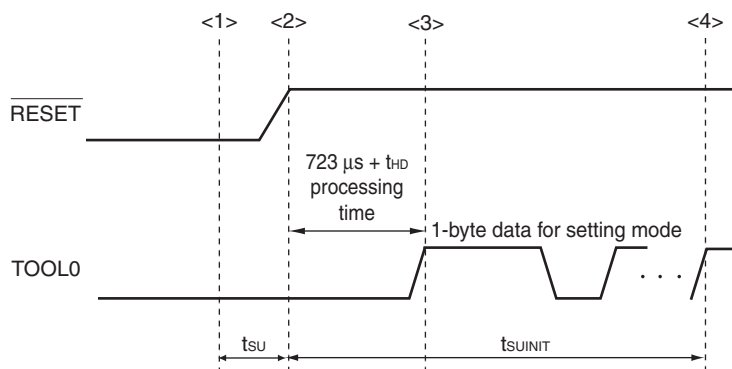 <1> <2> <3> <4>
RESET
723 µs + tHD
processing
time
1-byte data for setting mode
TOOL0
. . .
tSU tSUINIT